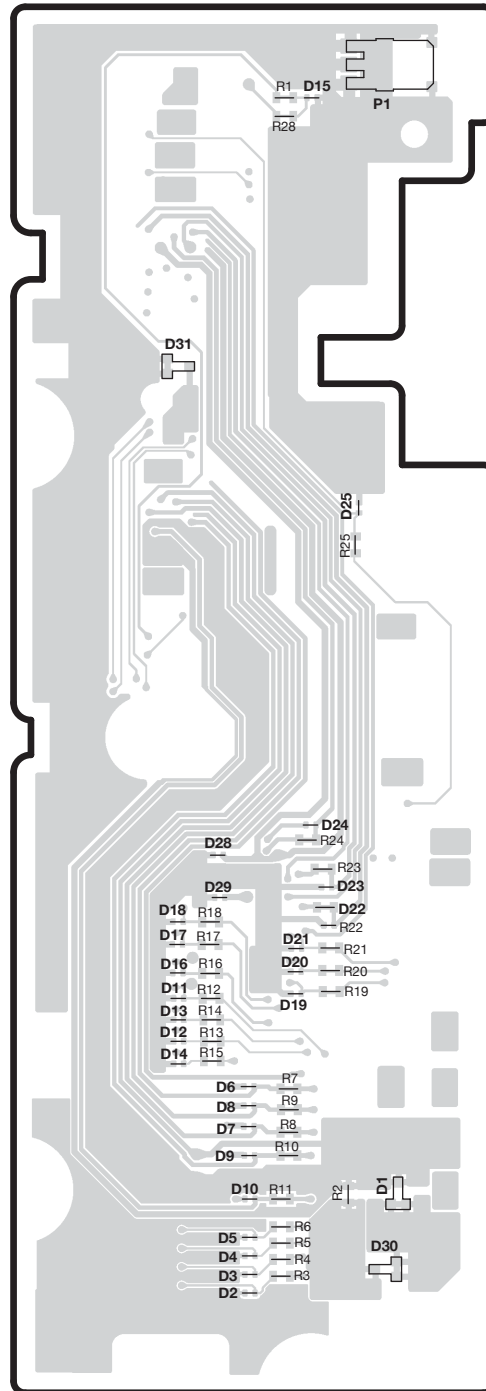 R1 D15
P1
R28
D31
D25
R25
D24
R24
D28
R23
D23
D29
D22
D18 R18
R22
D17 R17
D21 R21
D16 R16
D20 R20
D11 R12
D19 R19
D13 R14
D12 R13
D14 R15
D6 R7
D8 R9
D7 R8
D9 R10
D10 R11 R2 D1
R6
D5 R5
D4 D30
R4
D3 R3
D2